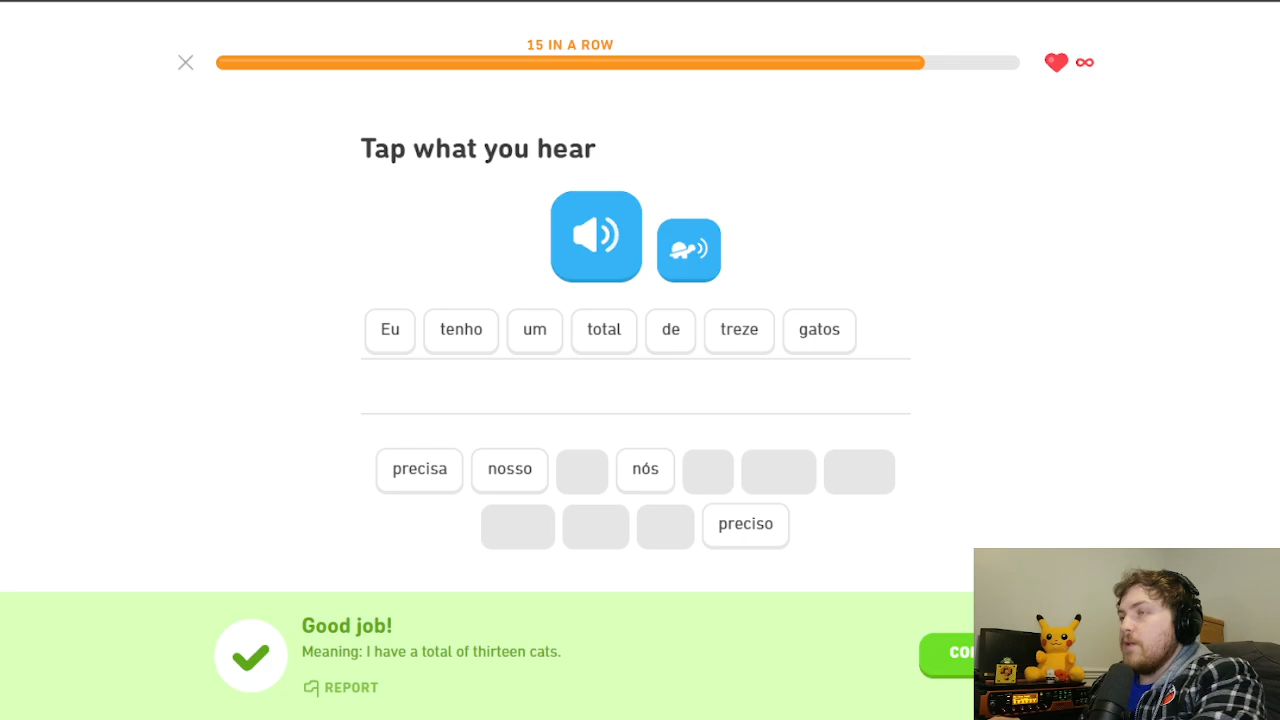 15 IN A ROW
Tap what you hear
Eu tenho um total de treze gatos
precisa nosso nós
preciso
Good job!
Meaning: I have a total of thirteen cats.
REPORT